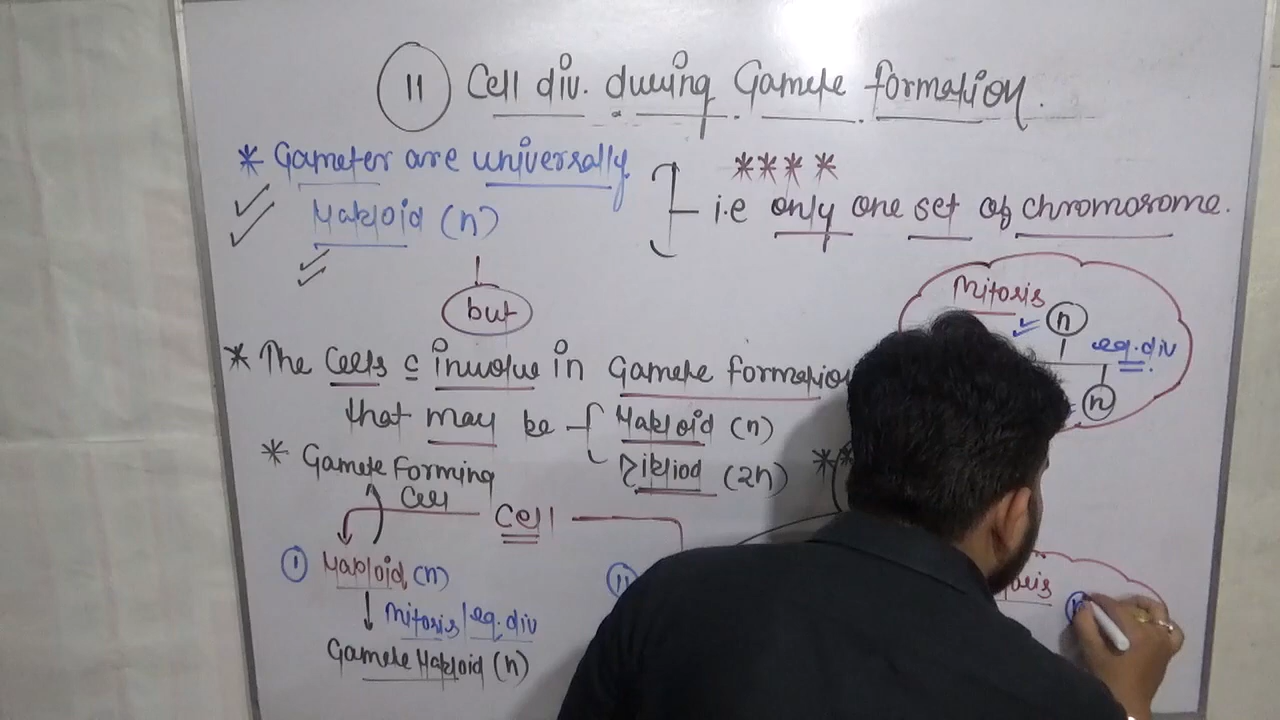 11 Cell div. during Gamete formation.
* Gametes are universally
Haploid (n)
**** 
i.e only one set of chromosome.
but
Mitosis
n
eq.div
n
* The Cells c involve in Gamete formation
that may be
Haploid (n)
Diploid (2n)
* Gamete Forming
Cell
Cell
i Haploid (n)
ii
Mitosis/eq.div
Gamete Haploid (n)